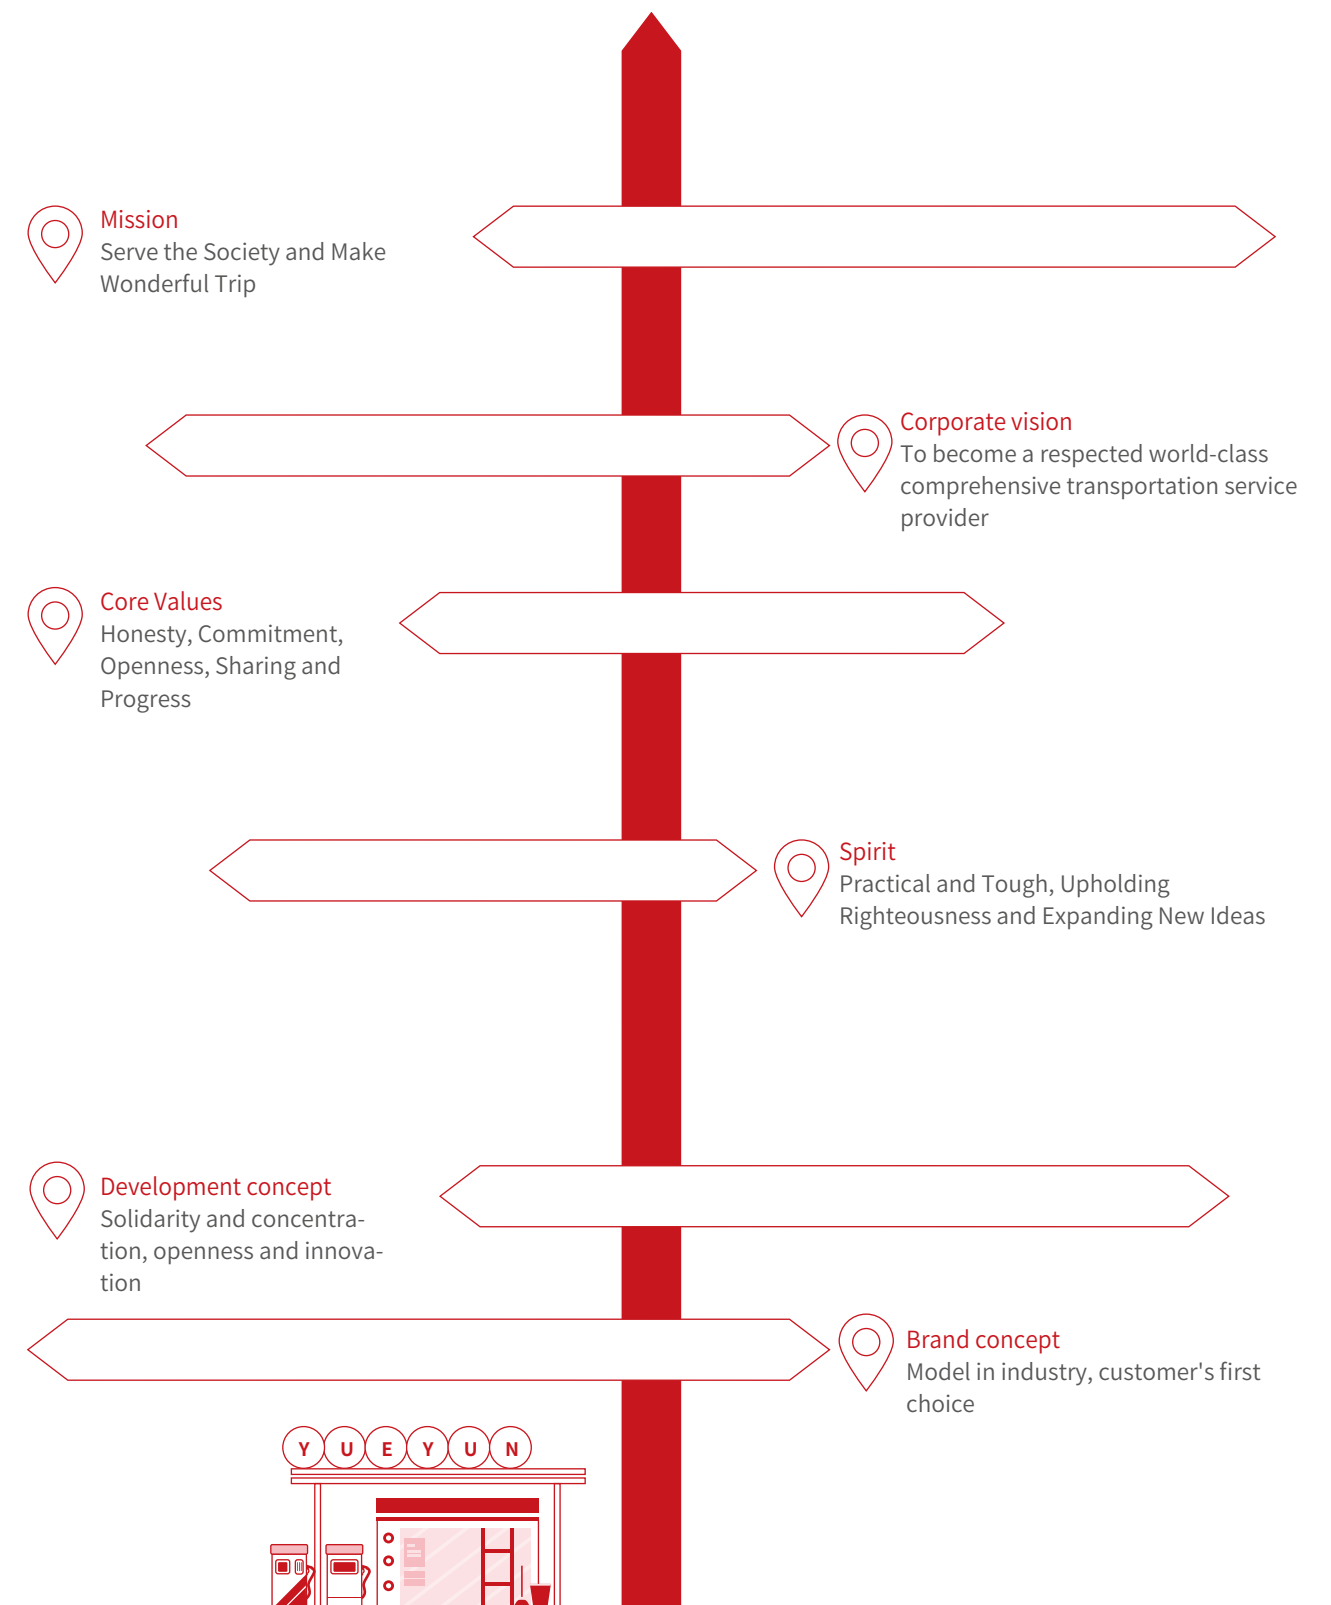 Mission
Serve the Society and Make
Wonderful Trip
Corporate vision
To become a respected world-class
comprehensive transportation service
provider
Core Values
Honesty, Commitment,
Openness, Sharing and
Progress
Spirit
Practical and Tough, Upholding
Righteousness and Expanding New Ideas
Development concept
Solidarity and concentra-
tion, openness and innova-
tion
Brand concept
Model in industry, customer's first
choice
YUEYUN